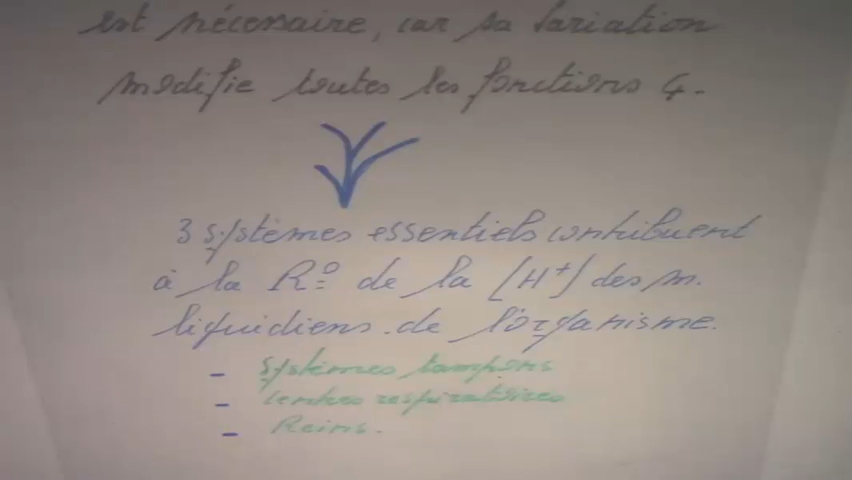 est nécessaire, car sa variation
modifie toutes les fonctions C.
3 systèmes essentiels contribuent
à la R° de la [H+] des m.
liquidiens de l'organisme.
- Systèmes tampons
- Centres respiratoires
- Reins.